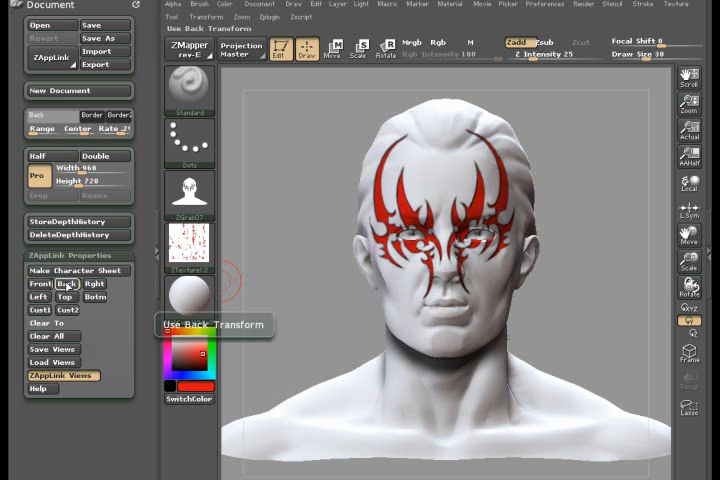 Document
Alpha Brush Color Document Draw Edit Layer Light Macro Marker Material Movie Picker Preferences Render Stencil Stroke Texture
Tool Transform Zoom Zplugin Zscript
Use Back Transform
Open Save
Revert Save As
ZAppLink Import
Export
New Document
Back Border Border2
Range Center Rate
Half Double
Pro Width 960
Height 720
Crop Resize
StoreDepthHistory
DeleteDepthHistory
ZAppLink Properties
Make Character Sheet
Front Back Rght
Left Top Botm
Cust1 Cust2
Clear To
Clear All
Save Views
Load Views
ZAppLink Views
Help
ZMapper
rev-E
Projection
Master
Edit Draw Move Scale Rotate
Mrgb Rgb M
Rgb Intensity 100
Zadd Zsub Zcut
Z Intensity 25
Focal Shift 0
Draw Size 30
Standard
Dots
ZGrab07
ZTexture12
Use Back Transform
SwitchColor
Scroll
Zoom
Actual
AAHalf
Local
L.Sym
Move
Scale
Rotate
XYZ
Y
Z
Frame
Lasso